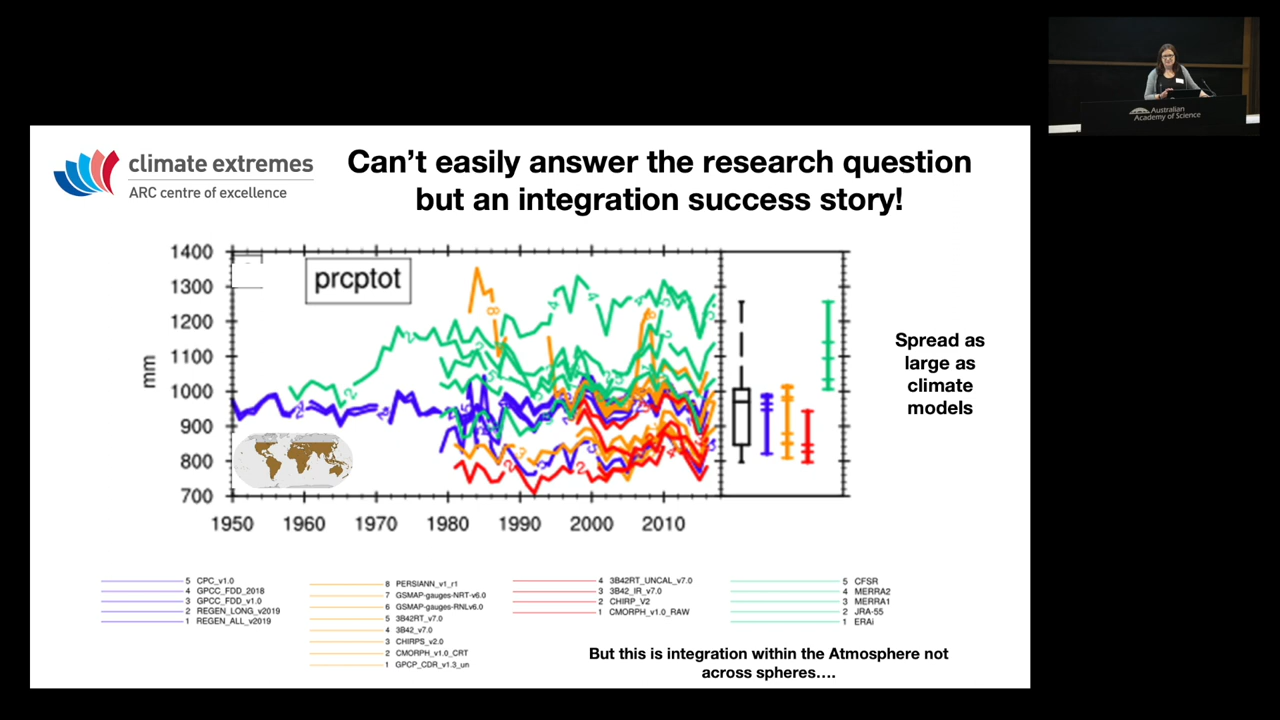 Australian
Academy of Science
climate extremes
ARC centre of excellence
Can't easily answer the research question
but an integration success story!
1400
1300
1200
1100
1000
900
800
700
mm
prcptot
1950 1960 1970 1980 1990 2000 2010
Spread as
large as
climate
models
5 CPC_v1.0
4 GPCC_FDD_2018
3 GPCC_FDD_v1.0
2 REGEN_LONG_v2019
1 REGEN_ALL_v2019
8 PERSIANN_v1_r1
7 GSMAP-gauges-NRT-v6.0
6 GSMAP-gauges-RNLv6.0
5 3B42RT_v7.0
4 3B42_v7.0
3 CHIRPS_v2.0
2 CMORPH_v1.0_CRT
1 GPCP_CDR_v1.3_un
4 3B42RT_UNCAL_v7.0
3 3B42_IR_v7.0
2 CHIRP_V2
1 CMORPH_v1.0_RAW
5 CFSR
4 MERRA2
3 MERRA1
2 JRA-55
1 ERAi
But this is integration within the Atmosphere not
across spheres....